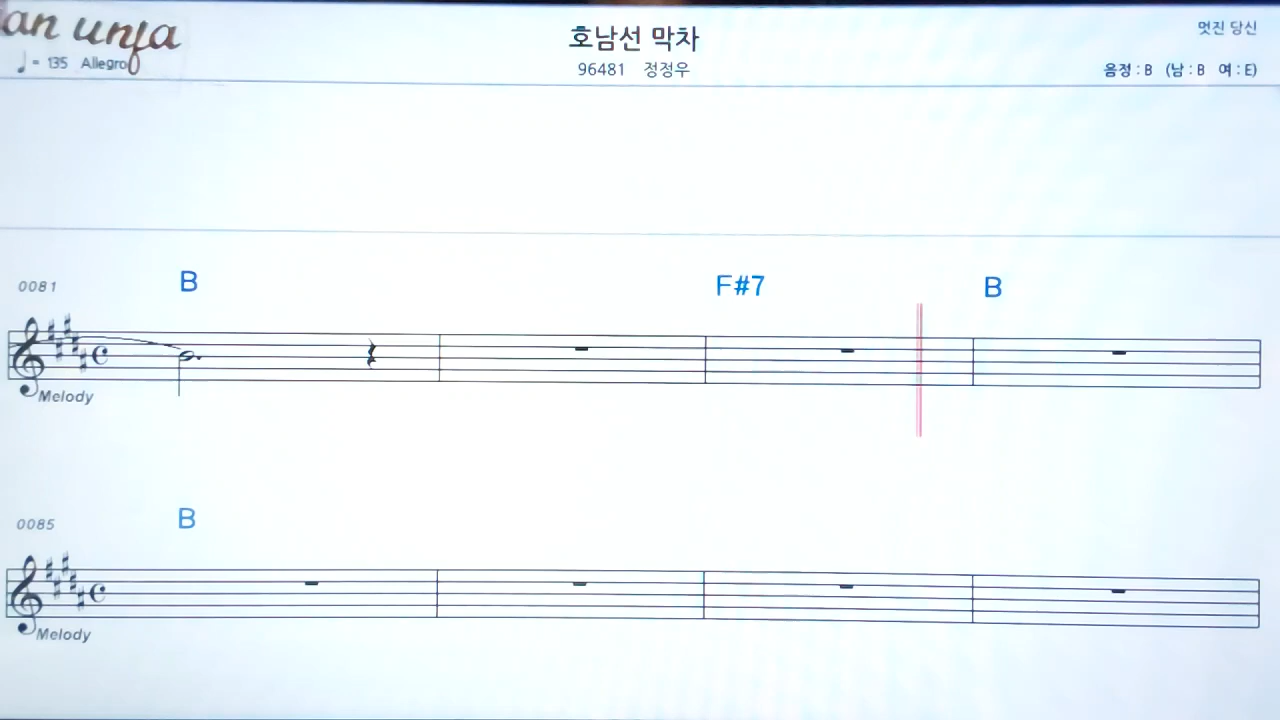 an
호남선 막차
멋진 당신
♩ = 135 Allegro
96481 정정우
음정 : B (남 : B 여 : E)
0081 B F#7 B
Melody
0085 B
Melody